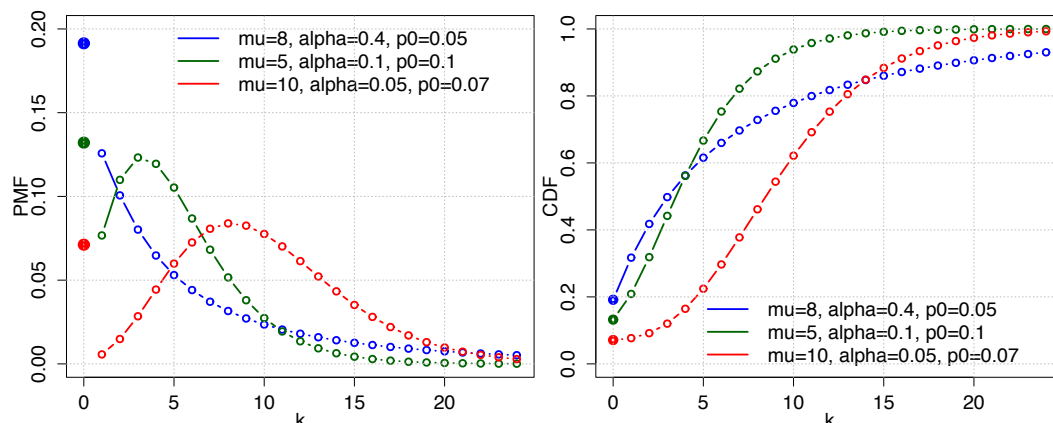 0.20
0.15
0.10
0.05
0.00
PMF
mu=8, alpha=0.4, p0=0.05
mu=5, alpha=0.1, p0=0.1
mu=10, alpha=0.05, p0=0.07
0 5 10 15 20
k
1.0
0.8
0.6
0.4
0.2
0.0
CDF
mu=8, alpha=0.4, p0=0.05
mu=5, alpha=0.1, p0=0.1
mu=10, alpha=0.05, p0=0.07
0 5 10 15 20
k